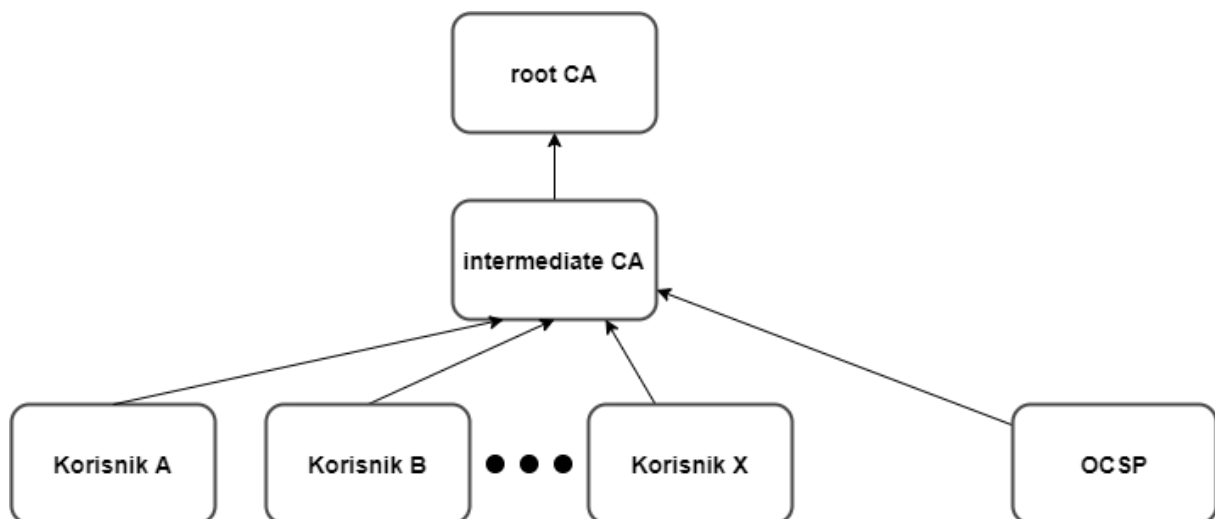 root CA
intermediate CA
Korisnik A
Korisnik B
Korisnik X
OCSP